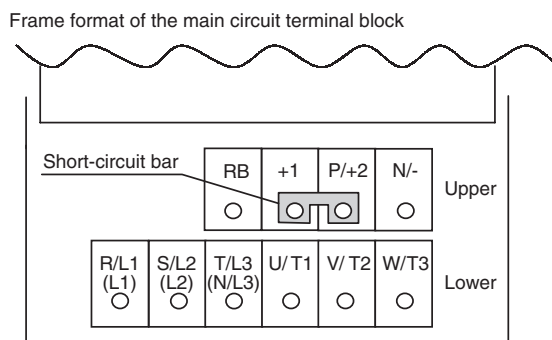 Frame format of the main circuit terminal block
Short-circuit bar
RB +1 P/+2 N/-
Upper
R/L1 S/L2 T/L3 U/T1 V/T2 W/T3
(L1) (L2) (N/L3)
Lower